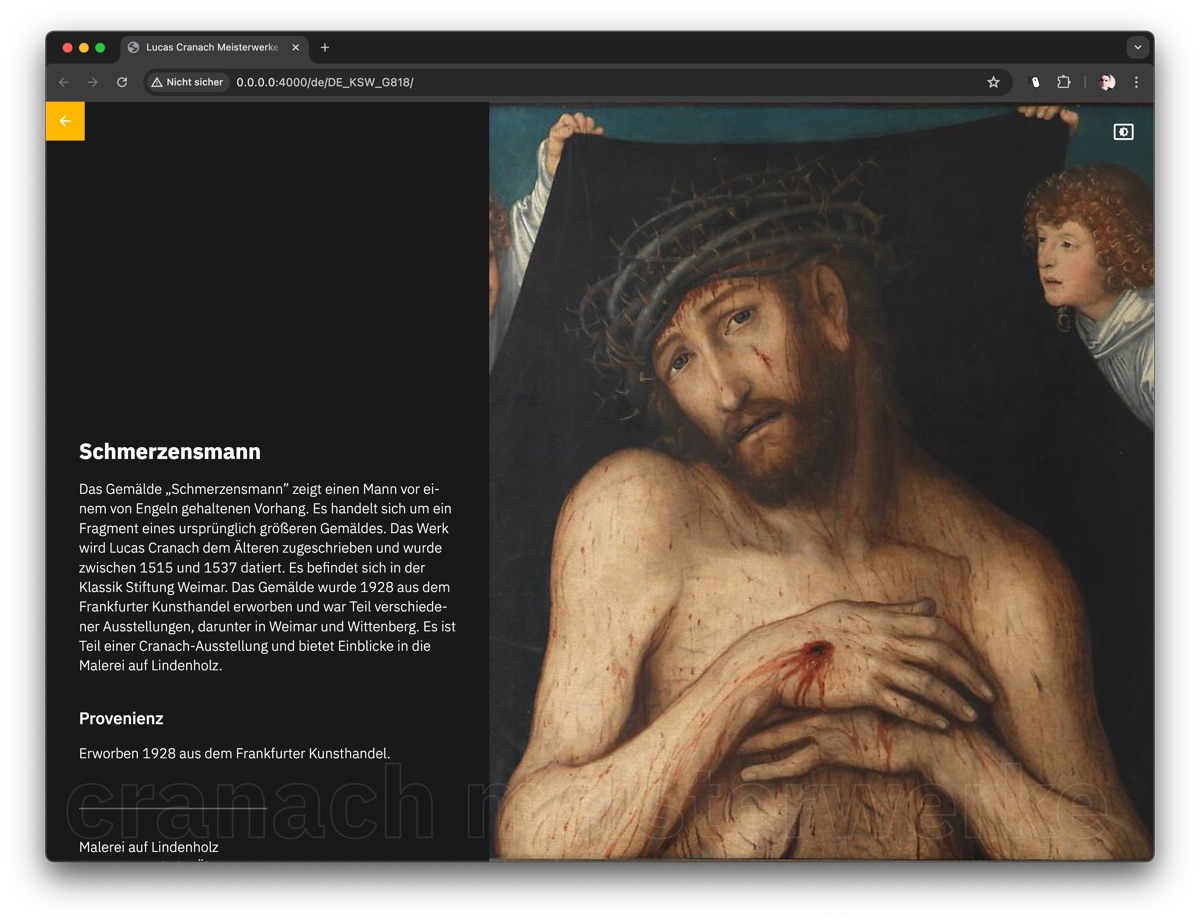 Lucas Cranach Meisterwerke
Nicht sicher
0.0.0.0:4000/de/DE_KSW_G818/
Schmerzensmann
Das Gemälde „Schmerzensmann” zeigt einen Mann vor ei-
nem von Engeln gehaltenen Vorhang. Es handelt sich um ein
Fragment eines ursprünglich größeren Gemäldes. Das Werk
wird Lucas Cranach dem Älteren zugeschrieben und wurde
zwischen 1515 und 1537 datiert. Es befindet sich in der
Klassik Stiftung Weimar. Das Gemälde wurde 1928 aus dem
Frankfurter Kunsthandel erworben und war Teil verschiede-
ner Ausstellungen, darunter in Weimar und Wittenberg. Es ist
Teil einer Cranach-Ausstellung und bietet Einblicke in die
Malerei auf Lindenholz.
Provenienz
Erworben 1928 aus dem Frankfurter Kunsthandel.
cranach meisterwerke
Malerei auf Lindenholz